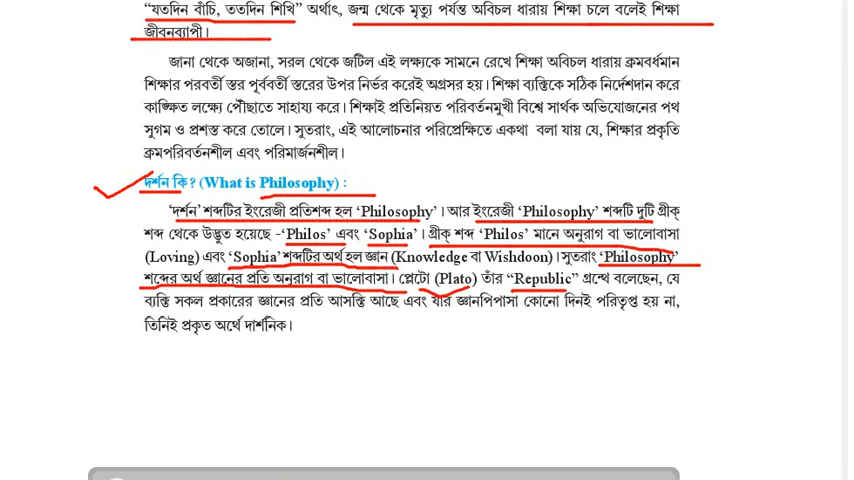 “যতদিন বাঁচি, ততদিন শিখি” অর্থাৎ, জন্ম থেকে মৃত্যু পর্যন্ত অবিচল ধারায় শিক্ষা চলে বলেই শিক্ষা
জীবনব্যাপী।
জানা থেকে অজানা, সরল থেকে জটিল এই লক্ষ্যকে সামনে রেখে শিক্ষা অবিচল ধারায় ক্রমবর্ধমান
শিক্ষার পরবর্তী স্তর পূর্ববর্তী স্তরের উপর নির্ভর করেই অগ্রসর হয়। শিক্ষা ব্যক্তিকে সঠিক নির্দেশদান করে
কাঙ্ক্ষিত লক্ষ্যে পৌঁছাতে সাহায্য করে। শিক্ষাই প্রতিনিয়ত পরিবর্তনমুখী বিশ্বে সার্থক অভিযোজনের পথ
সুগম ও প্রশস্ত করে তোলে। সুতরাং, এই আলোচনার পরিপ্রেক্ষিতে একথা বলা যায় যে, শিক্ষার প্রকৃতি
ক্রমপরিবর্তনশীল এবং পরিমার্জনশীল।
দর্শন কি? (What is Philosophy) :
‘দর্শন’ শব্দটির ইংরেজী প্রতিশব্দ হল ‘Philosophy’। আর ইংরেজী ‘Philosophy’ শব্দটি দুটি গ্রীক্
শব্দ থেকে উদ্ভূত হয়েছে -‘Philos’ এবং ‘Sophia’। গ্রীক্ শব্দ ‘Philos’ মানে অনুরাগ বা ভালোবাসা
(Loving) এবং ‘Sophia’ শব্দটির অর্থ হল জ্ঞান (Knowledge বা Wishdoon)। সুতরাং ‘Philosophy’
শব্দের অর্থ জ্ঞানের প্রতি অনুরাগ বা ভালোবাসা। প্লেটো (Plato) তাঁর “Republic” গ্রন্থে বলেছেন, যে
ব্যক্তি সকল প্রকারের জ্ঞানের প্রতি আসক্তি আছে এবং যার জ্ঞানপিপাসা কোনো দিনই পরিতৃপ্ত হয় না,
তিনিই প্রকৃত অর্থে দার্শনিক।